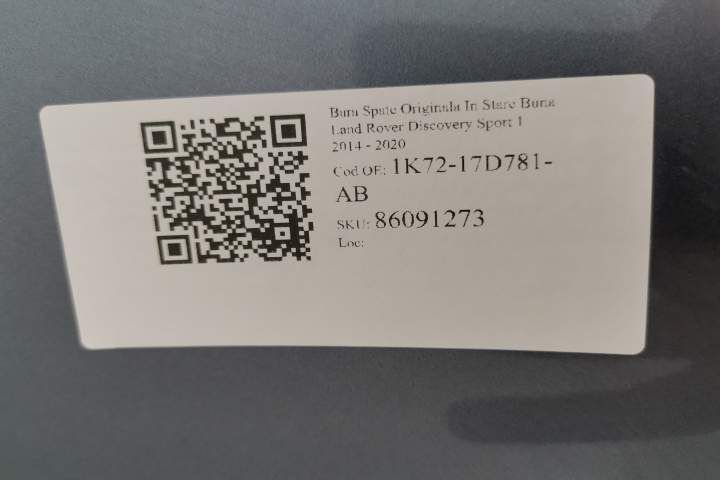 Bara Spate Originala In Stare Buna
Land Rover Discovery Sport 1
2014 - 2020
Cod OE: 1K72-17D781-
AB
SKU: 86091273
Loc: